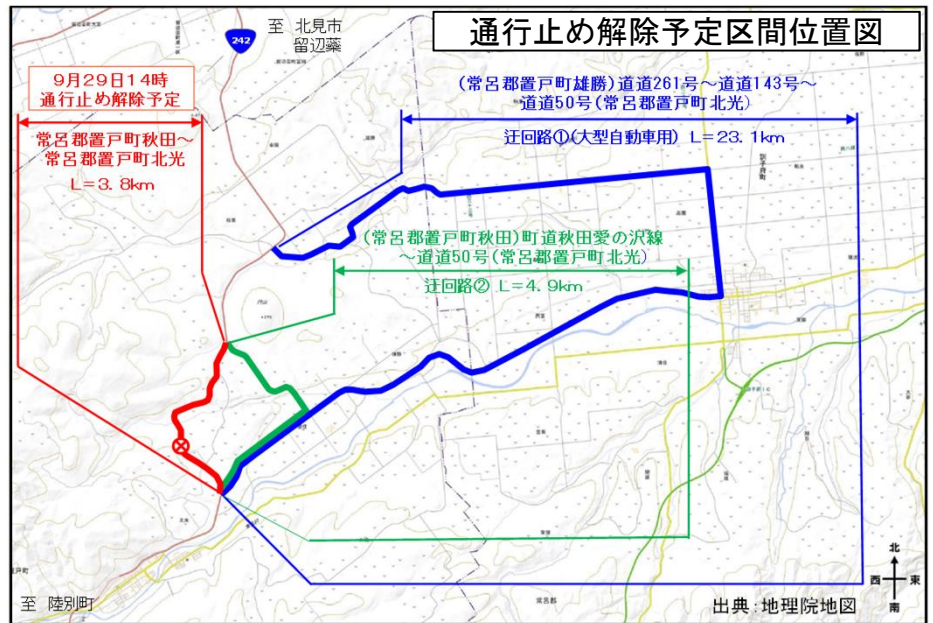 通行止め解除予定区間位置図
至 北見市
留辺蘂
242
9月29日14時
通行止め解除予定
常呂郡置戸町秋田～
常呂郡置戸町北光
L=3.8km
(常呂郡置戸町雄勝)道道261号～道道143号～
道道50号(常呂郡置戸町北光)
迂回路①(大型自動車用) L=23.1km
訓子府町
(常呂郡置戸町秋田)町道秋田愛の沢線
～道道50号(常呂郡置戸町北光)
迂回路② L=4.9km
至 陸別町
常呂郡
北
西 東
南
出典:地理院地図